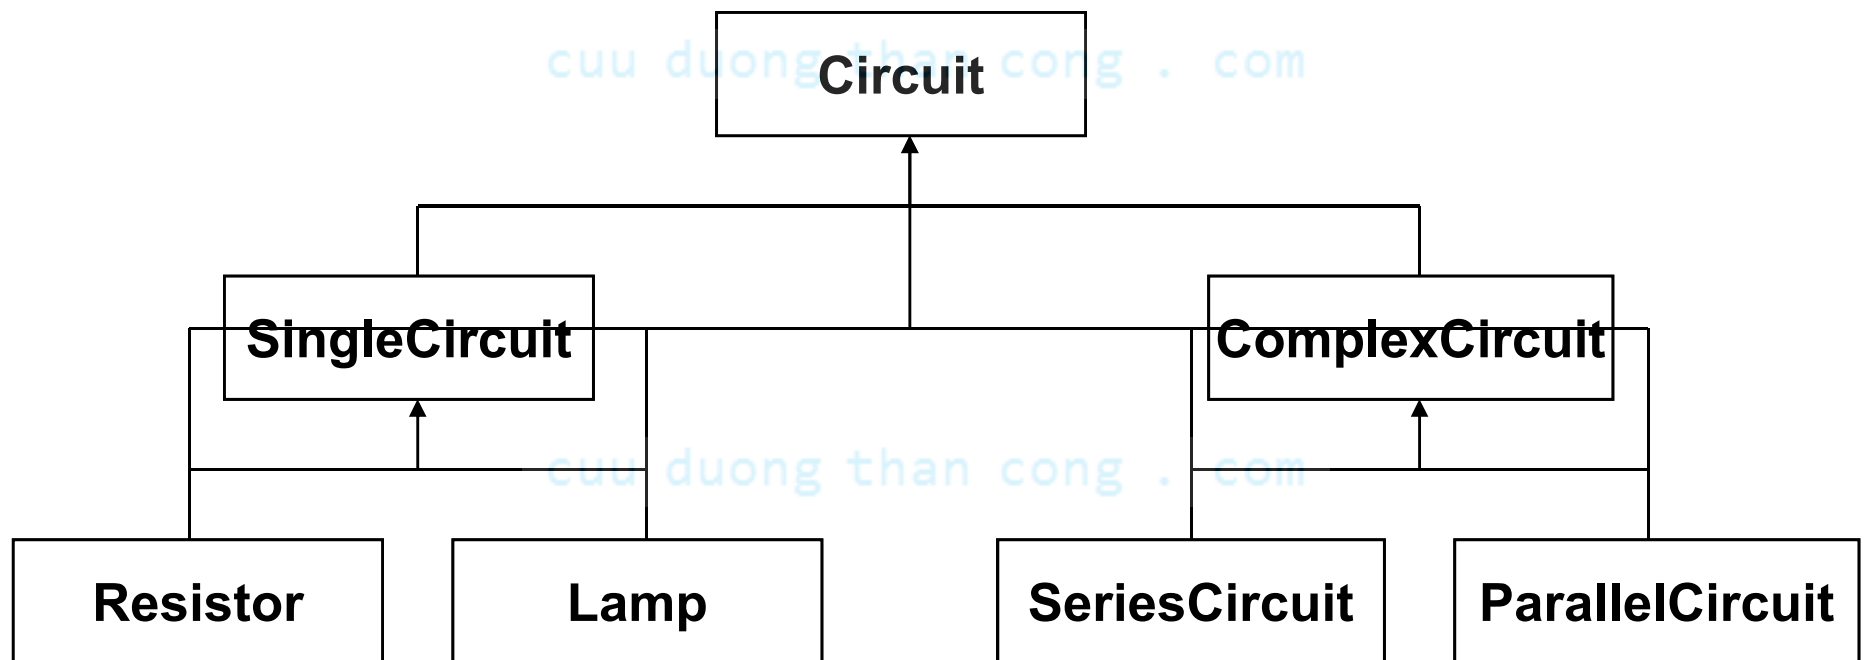 cuu duong than cong . com
Circuit
SingleCircuit
ComplexCircuit
cuu duong than cong . com
Resistor
Lamp
SeriesCircuit
ParallelCircuit